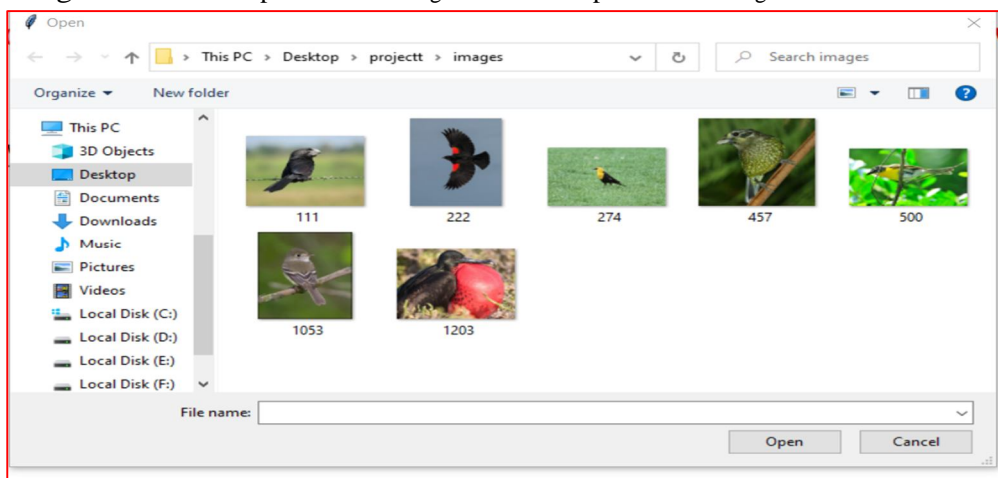 Open
This PC > Desktop > projectt > images
Search images
Organize
New folder
This PC
3D Objects
Desktop
Documents
Downloads
Music
Pictures
Videos
Local Disk (C:)
Local Disk (D:)
Local Disk (E:)
Local Disk (F:)
111
222
274
457
500
1053
1203
File name:
Open
Cancel